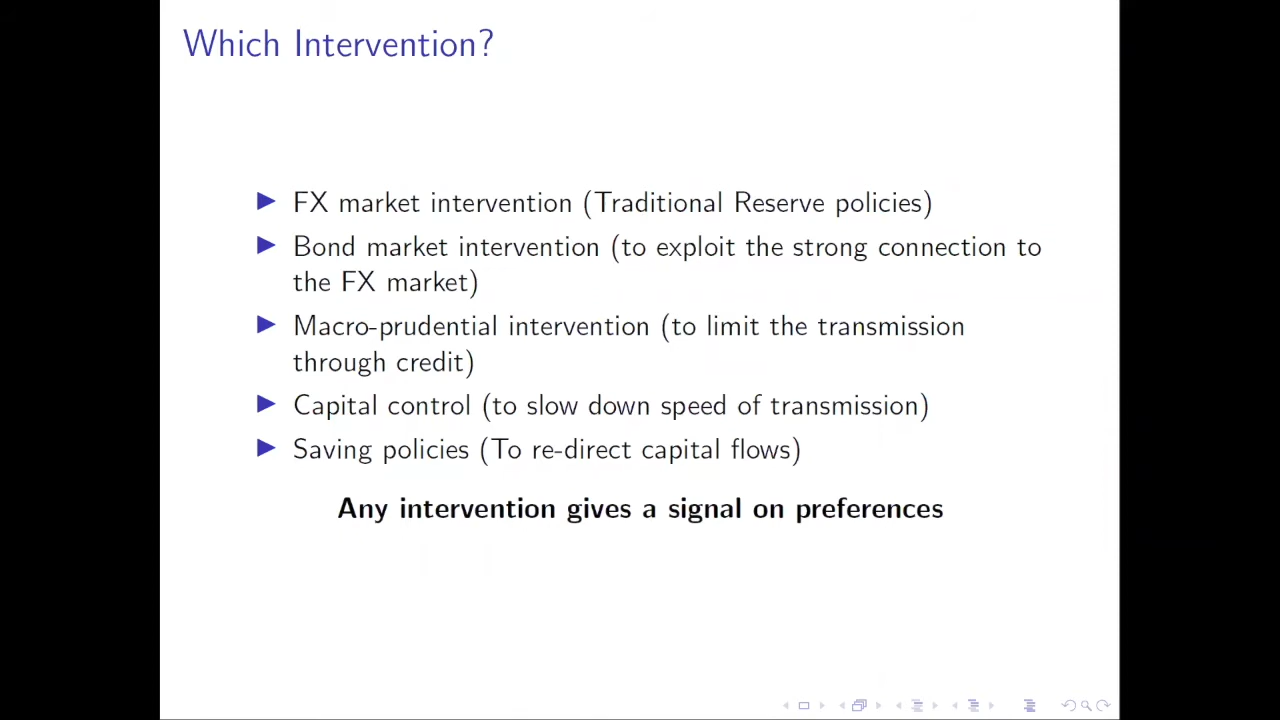 Which Intervention?
FX market intervention (Traditional Reserve policies)
Bond market intervention (to exploit the strong connection to
the FX market)
Macro-prudential intervention (to limit the transmission
through credit)
Capital control (to slow down speed of transmission)
Saving policies (To re-direct capital flows)
Any intervention gives a signal on preferences